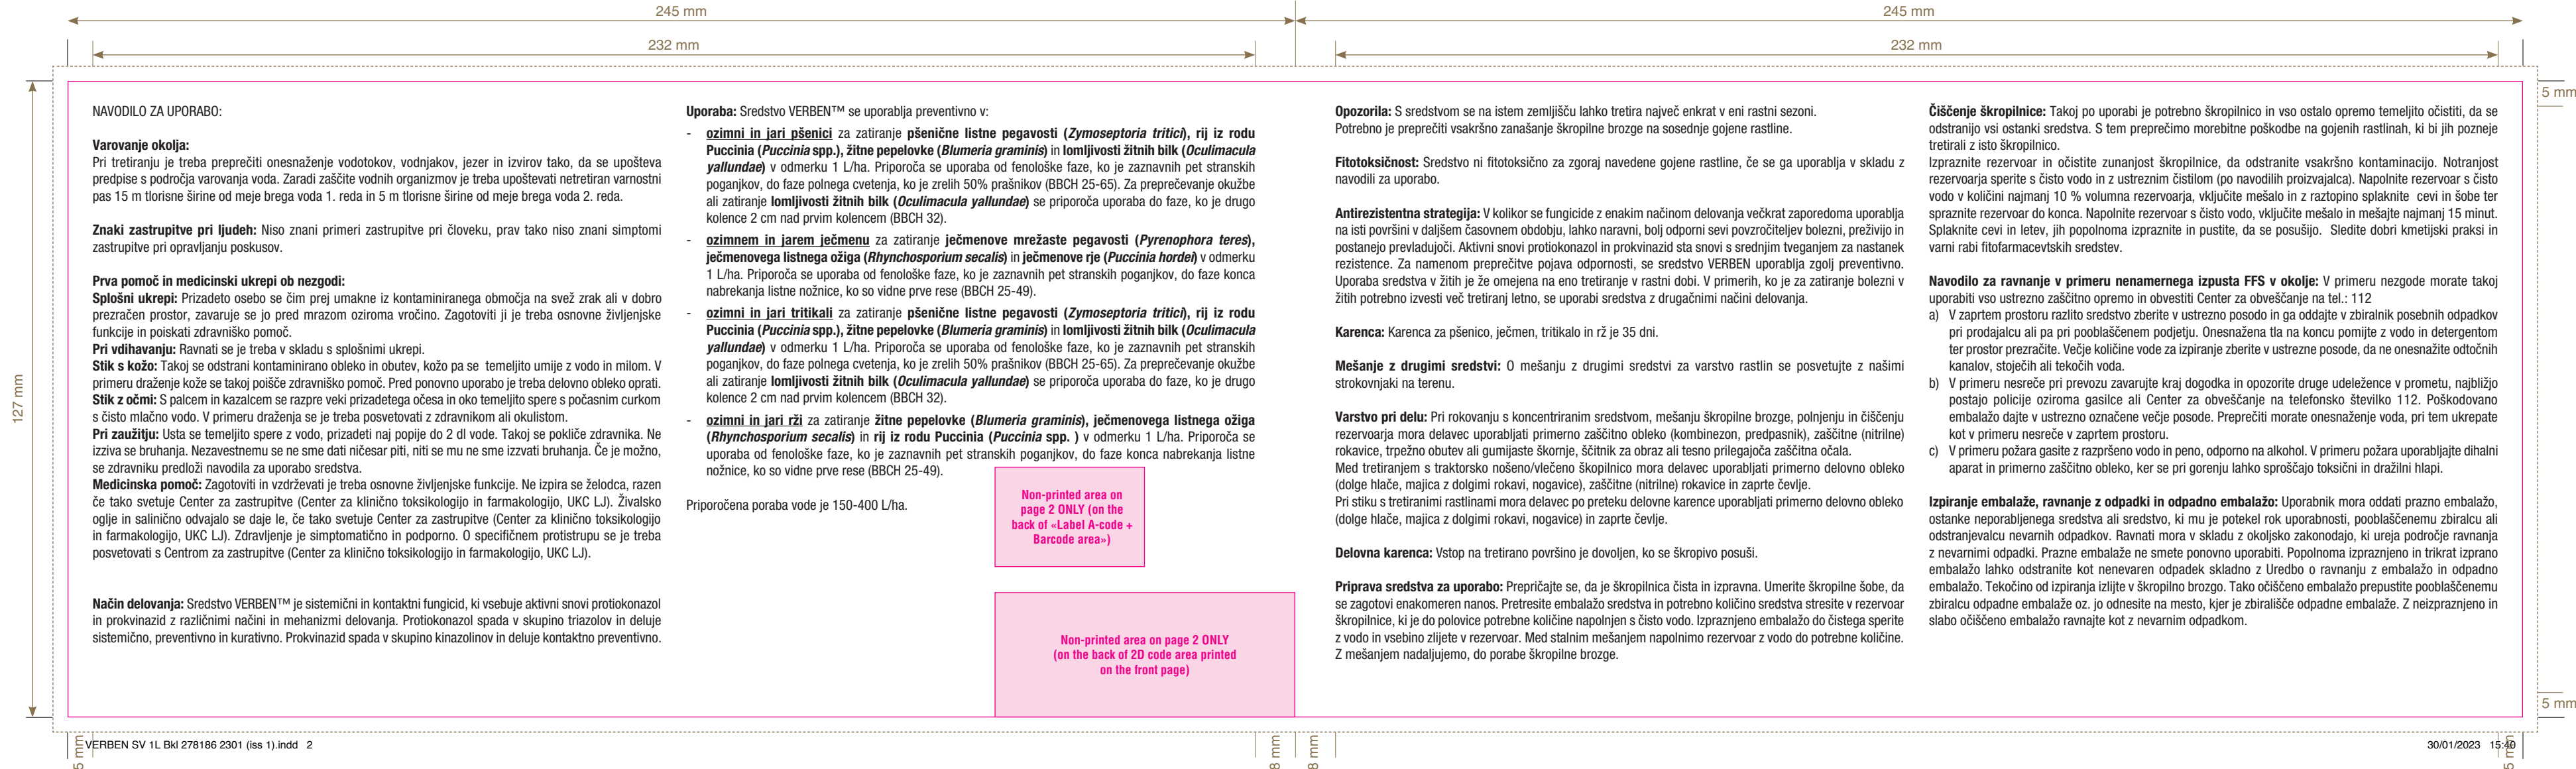 245 mm
245 mm
232 mm
232 mm
5 mm
127 mm
NAVODILO ZA UPORABO:
Varovanje okolja:
Pri tretiranju je treba preprečiti onesnaženje vodotokov, vodnjakov, jezer in izvirov tako, da se upošteva
predpise s področja varovanja voda. Zaradi zaščite vodnih organizmov je treba upoštevati netretiran varnostni
pas 15 m tlorisne širine od meje brega voda 1. reda in 5 m tlorisne širine od meje brega voda 2. reda.
Znaki zastrupitve pri ljudeh: Niso znani primeri zastrupitve pri človeku, prav tako niso znani simptomi
zastrupitve pri opravljanju poskusov.
Prva pomoč in medicinski ukrepi ob nezgodi:
Splošni ukrepi: Prizadeto osebo se čim prej umakne iz kontaminiranega območja na svež zrak ali v dobro
prezračen prostor, zavaruje se jo pred mrazom oziroma vročino. Zagotoviti ji je treba osnovne življenjske
funkcije in poiskati zdravniško pomoč.
Pri vdihavanju: Ravnati se je treba v skladu s splošnimi ukrepi.
Stik s kožo: Takoj se odstrani kontaminirano obleko in obutev, kožo pa se  temeljito umije z vodo in milom. V
primeru draženje kože se takoj poišče zdravniško pomoč. Pred ponovno uporabo je treba delovno obleko oprati.
Stik z očmi: S palcem in kazalcem se razpre veki prizadetega očesa in oko temeljito spere s počasnim curkom
s čisto mlačno vodo. V primeru draženja se je treba posvetovati z zdravnikom ali okulistom.
Pri zaužitju: Usta se temeljito spere z vodo, prizadeti naj popije do 2 dl vode. Takoj se pokliče zdravnika. Ne
izziva se bruhanja. Nezavestnemu se ne sme dati ničesar piti, niti se mu ne sme izzvati bruhanja. Če je možno,
se zdravniku predloži navodila za uporabo sredstva.
Medicinska pomoč: Zagotoviti in vzdrževati je treba osnovne življenjske funkcije. Ne izpira se želodca, razen
če tako svetuje Center za zastrupitve (Center za klinično toksikologijo in farmakologijo, UKC LJ). Živalsko
oglje in salinično odvajalo se daje le, če tako svetuje Center za zastrupitve (Center za klinično toksikologijo
in farmakologijo, UKC LJ). Zdravljenje je simptomatično in podporno. O specifičnem protistrupu se je treba
posvetovati s Centrom za zastrupitve (Center za klinično toksikologijo in farmakologijo, UKC LJ).
Način delovanja: Sredstvo VERBEN™ je sistemični in kontaktni fungicid, ki vsebuje aktivni snovi protiokonazol
in prokvinazid z različnimi načini in mehanizmi delovanja. Protiokonazol spada v skupino triazolov in deluje
sistemično, preventivno in kurativno. Prokvinazid spada v skupino kinazolinov in deluje kontaktno preventivno.
Uporaba: Sredstvo VERBEN™ se uporablja preventivno v:
- ozimni in jari pšenici za zatiranje pšenične listne pegavosti (Zymoseptoria tritici), rij iz rodu
Puccinia (Puccinia spp.), žitne pepelovke (Blumeria graminis) in lomljivosti žitnih bilk (Oculimacula
yallundae) v odmerku 1 L/ha. Priporoča se uporaba od fenološke faze, ko je zaznavnih pet stranskih
poganjkov, do faze polnega cvetenja, ko je zrelih 50% prašnikov (BBCH 25-65). Za preprečevanje okužbe
ali zatiranje lomljivosti žitnih bilk (Oculimacula yallundae) se priporoča uporaba do faze, ko je drugo
kolence 2 cm nad prvim kolencem (BBCH 32).
- ozimnem in jarem ječmenu za zatiranje ječmenove mrežaste pegavosti (Pyrenophora teres),
ječmenovega listnega ožiga (Rhynchosporium secalis) in ječmenove rje (Puccinia hordei) v odmerku
1 L/ha. Priporoča se uporaba od fenološke faze, ko je zaznavnih pet stranskih poganjkov, do faze konca
nabrekanja listne nožnice, ko so vidne prve rese (BBCH 25-49).
- ozimni in jari tritikali za zatiranje pšenične listne pegavosti (Zymoseptoria tritici), rij iz rodu
Puccinia (Puccinia spp.), žitne pepelovke (Blumeria graminis) in lomljivosti žitnih bilk (Oculimacula
yallundae) v odmerku 1 L/ha. Priporoča se uporaba od fenološke faze, ko je zaznavnih pet stranskih
poganjkov, do faze polnega cvetenja, ko je zrelih 50% prašnikov (BBCH 25-65). Za preprečevanje okužbe
ali zatiranje lomljivosti žitnih bilk (Oculimacula yallundae) se priporoča uporaba do faze, ko je drugo
kolence 2 cm nad prvim kolencem (BBCH 32).
- ozimni in jari rži za zatiranje žitne pepelovke (Blumeria graminis), ječmenovega listnega ožiga
(Rhynchosporium secalis) in rij iz rodu Puccinia (Puccinia spp. ) v odmerku 1 L/ha. Priporoča se
uporaba od fenološke faze, ko je zaznavnih pet stranskih poganjkov, do faze konca nabrekanja listne
nožnice, ko so vidne prve rese (BBCH 25-49).
Priporočena poraba vode je 150-400 L/ha.
Non-printed area on
page 2 ONLY (on the
back of «Label A-code +
Barcode area»)
Non-printed area on page 2 ONLY
(on the back of 2D code area printed
on the front page)
Opozorila: S sredstvom se na istem zemljišču lahko tretira največ enkrat v eni rastni sezoni.
Potrebno je preprečiti vsakršno zanašanje škropilne brozge na sosednje gojene rastline.
Fitotoksičnost: Sredstvo ni fitotoksično za zgoraj navedene gojene rastline, če se ga uporablja v skladu z
navodili za uporabo.
Antirezistentna strategija: V kolikor se fungicide z enakim načinom delovanja večkrat zaporedoma uporablja
na isti površini v daljšem časovnem obdobju, lahko naravni, bolj odporni sevi povzročiteljev bolezni, preživijo in
postanejo prevladujoči. Aktivni snovi protiokonazol in prokvinazid sta snovi s srednjim tveganjem za nastanek
rezistence. Za namenom preprečitve pojava odpornosti, se sredstvo VERBEN uporablja zgolj preventivno.
Uporaba sredstva v žitih je že omejena na eno tretiranje v rastni dobi. V primerih, ko je za zatiranje bolezni v
žitih potrebno izvesti več tretiranj letno, se uporabi sredstva z drugačnimi načini delovanja.
Karenca: Karenca za pšenico, ječmen, tritikalo in rž je 35 dni.
Mešanje z drugimi sredstvi: O mešanju z drugimi sredstvi za varstvo rastlin se posvetujte z našimi
strokovnjaki na terenu.
Varstvo pri delu: Pri rokovanju s koncentriranim sredstvom, mešanju škropilne brozge, polnjenju in čiščenju
rezervoarja mora delavec uporabljati primerno zaščitno obleko (kombinezon, predpasnik), zaščitne (nitrilne)
rokavice, trpežno obutev ali gumijaste škornje, ščitnik za obraz ali tesno prilegajoča zaščitna očala.
Med tretiranjem s traktorsko nošeno/vlečeno škopilnico mora delavec uporabljati primerno delovno obleko
(dolge hlače, majica z dolgimi rokavi, nogavice), zaščitne (nitrilne) rokavice in zaprte čevlje.
Pri stiku s tretiranimi rastlinami mora delavec po preteku delovne karence uporabljati primerno delovno obleko
(dolge hlače, majica z dolgimi rokavi, nogavice) in zaprte čevlje.
Delovna karenca: Vstop na tretirano površino je dovoljen, ko se škropivo posuši.
Priprava sredstva za uporabo: Prepričajte se, da je škropilnica čista in izpravna. Umerite škropilne šobe, da
se zagotovi enakomeren nanos. Pretresite embalažo sredstva in potrebno količino sredstva stresite v rezervoar
škropilnice, ki je do polovice potrebne količine napolnjen s čisto vodo. Izpraznjeno embalažo do čistega sperite
z vodo in vsebino zlijete v rezervoar. Med stalnim mešanjem napolnimo rezervoar z vodo do potrebne količine.
Z mešanjem nadaljujemo, do porabe škropilne brozge.
Čiščenje škropilnice: Takoj po uporabi je potrebno škropilnico in vso ostalo opremo temeljito očistiti, da se
odstranijo vsi ostanki sredstva. S tem preprečimo morebitne poškodbe na gojenih rastlinah, ki bi jih pozneje
tretirali z isto škropilnico.
Izpraznite rezervoar in očistite zunanjost škropilnice, da odstranite vsakršno kontaminacijo. Notranjost
rezervoarja sperite s čisto vodo in z ustreznim čistilom (po navodilih proizvajalca). Napolnite rezervoar s čisto
vodo v količini najmanj 10 % volumna rezervoarja, vključite mešalo in z raztopino splaknite  cevi in šobe ter
spraznite rezervoar do konca. Napolnite rezervoar s čisto vodo, vključite mešalo in mešajte najmanj 15 minut.
Splaknite cevi in letev, jih popolnoma izpraznite in pustite, da se posušijo.  Sledite dobri kmetijski praksi in
varni rabi fitofarmacevtskih sredstev.
Navodilo za ravnanje v primeru nenamernega izpusta FFS v okolje: V primeru nezgode morate takoj
uporabiti vso ustrezno zaščitno opremo in obvestiti Center za obveščanje na tel.: 112
a) V zaprtem prostoru razlito sredstvo zberite v ustrezno posodo in ga oddajte v zbiralnik posebnih odpadkov
pri prodajalcu ali pa pri pooblaščenem podjetju. Onesnažena tla na koncu pomijte z vodo in detergentom
ter prostor prezračite. Večje količine vode za izpiranje zberite v ustrezne posode, da ne onesnažite odtočnih
kanalov, stoječih ali tekočih voda.
b) V primeru nesreče pri prevozu zavarujte kraj dogodka in opozorite druge udeležence v prometu, najbližjo
postajo policije oziroma gasilce ali Center za obveščanje na telefonsko številko 112. Poškodovano
embalažo dajte v ustrezno označene večje posode. Preprečiti morate onesnaženje voda, pri tem ukrepate
kot v primeru nesreče v zaprtem prostoru.
c) V primeru požara gasite z razpršeno vodo in peno, odporno na alkohol. V primeru požara uporabljajte dihalni
aparat in primerno zaščitno obleko, ker se pri gorenju lahko sproščajo toksični in dražilni hlapi.
Izpiranje embalaže, ravnanje z odpadki in odpadno embalažo: Uporabnik mora oddati prazno embalažo,
ostanke neporabljenega sredstva ali sredstvo, ki mu je potekel rok uporabnosti, pooblaščenemu zbiralcu ali
odstranjevalcu nevarnih odpadkov. Ravnati mora v skladu z okoljsko zakonodajo, ki ureja področje ravnanja
z nevarnimi odpadki. Prazne embalaže ne smete ponovno uporabiti. Popolnoma izpraznjeno in trikrat izprano
embalažo lahko odstranite kot nenevaren odpadek skladno z Uredbo o ravnanju z embalažo in odpadno
embalažo. Tekočino od izpiranja izlijte v škropilno brozgo. Tako očiščeno embalažo prepustite pooblaščenemu
zbiralcu odpadne embalaže oz. jo odnesite na mesto, kjer je zbirališče odpadne embalaže. Z neizpraznjeno in
slabo očiščeno embalažo ravnajte kot z nevarnim odpadkom.
5 mm
VERBEN SV 1L Bkl 278186 2301 (iss 1).indd   2
30/01/2023   15:40
5 mm
8 mm
8 mm
5 mm